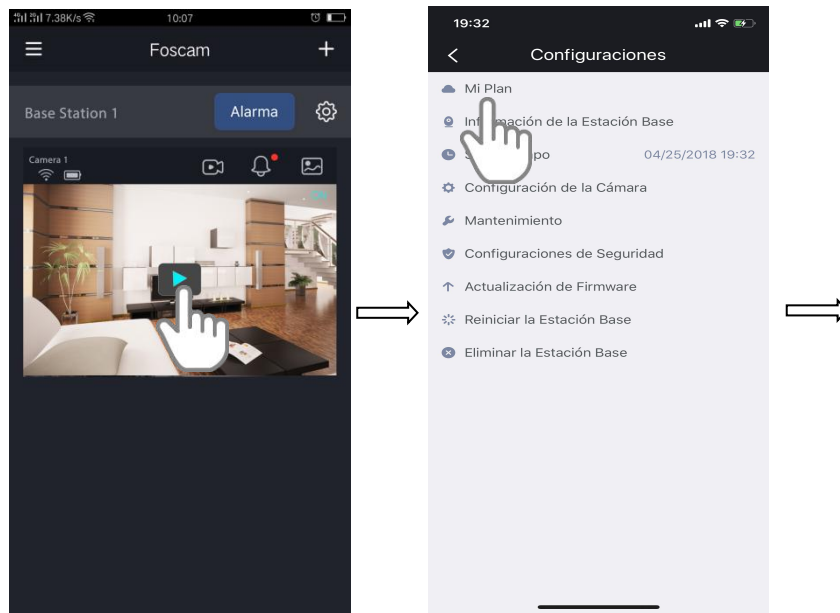 7.38K/s 10:07
Foscam
Base Station 1 Alarma
Camera 1
19:32
Configuraciones
Mi Plan
Información de la Estación Base
04/25/2018 19:32
Configuración de la Cámara
Mantenimiento
Configuraciones de Seguridad
Actualización de Firmware
Reiniciar la Estación Base
Eliminar la Estación Base